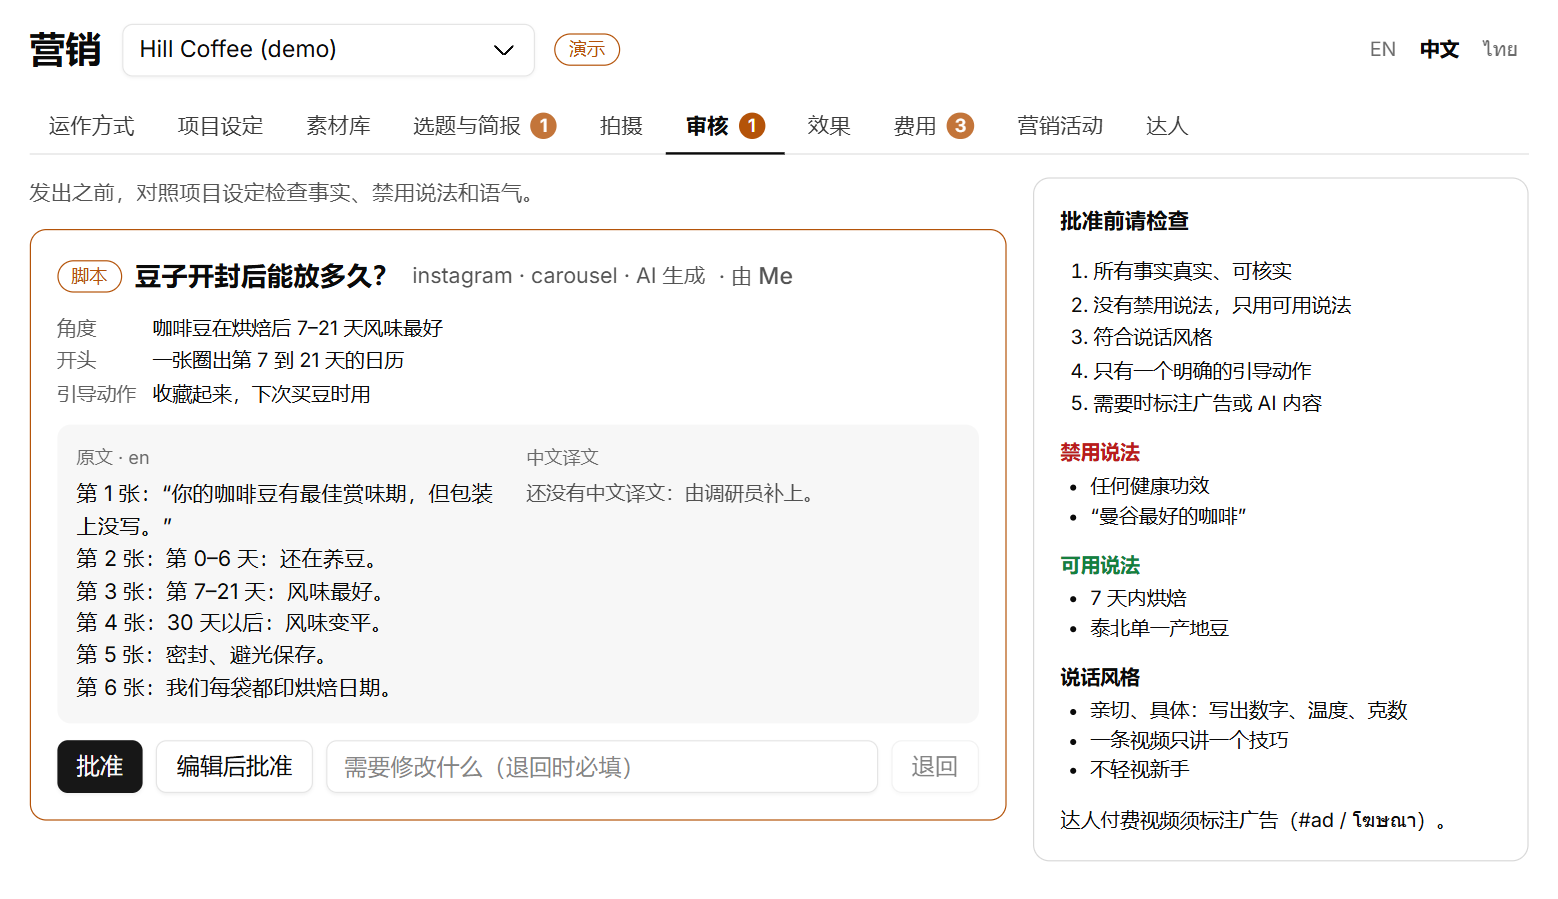 营销
Hill Coffee (demo)
演示
EN 中文 ไทย
运作方式 项目设定 素材库 选题与简报 1 拍摄 审核 1 效果 费用 3 营销活动 达人
发出之前，对照项目设定检查事实、禁用说法和语气。
脚本 豆子开封后能放多久？ instagram · carousel · AI 生成 · 由 Me
角度 咖啡豆在烘焙后 7–21 天风味最好
开头 一张圈出第 7 到 21 天的日历
引导动作 收藏起来，下次买豆时用
原文 · en
第 1 张：“你的咖啡豆有最佳赏味期，但包装
上没写。”
第 2 张：第 0–6 天：还在养豆。
第 3 张：第 7–21 天：风味最好。
第 4 张：30 天以后：风味变平。
第 5 张：密封、避光保存。
第 6 张：我们每袋都印烘焙日期。
中文译文
还没有中文译文：由调研员补上。
批准 编辑后批准 需要修改什么（退回时必填） 退回
批准前请检查
1. 所有事实真实、可核实
2. 没有禁用说法，只用可用说法
3. 符合说话风格
4. 只有一个明确的引导动作
5. 需要时标注广告或 AI 内容
禁用说法
• 任何健康功效
• “曼谷最好的咖啡”
可用说法
• 7 天内烘焙
• 泰北单一产地豆
说话风格
• 亲切、具体：写出数字、温度、克数
• 一条视频只讲一个技巧
• 不轻视新手
达人付费视频须标注广告（#ad / โฆษณา）。